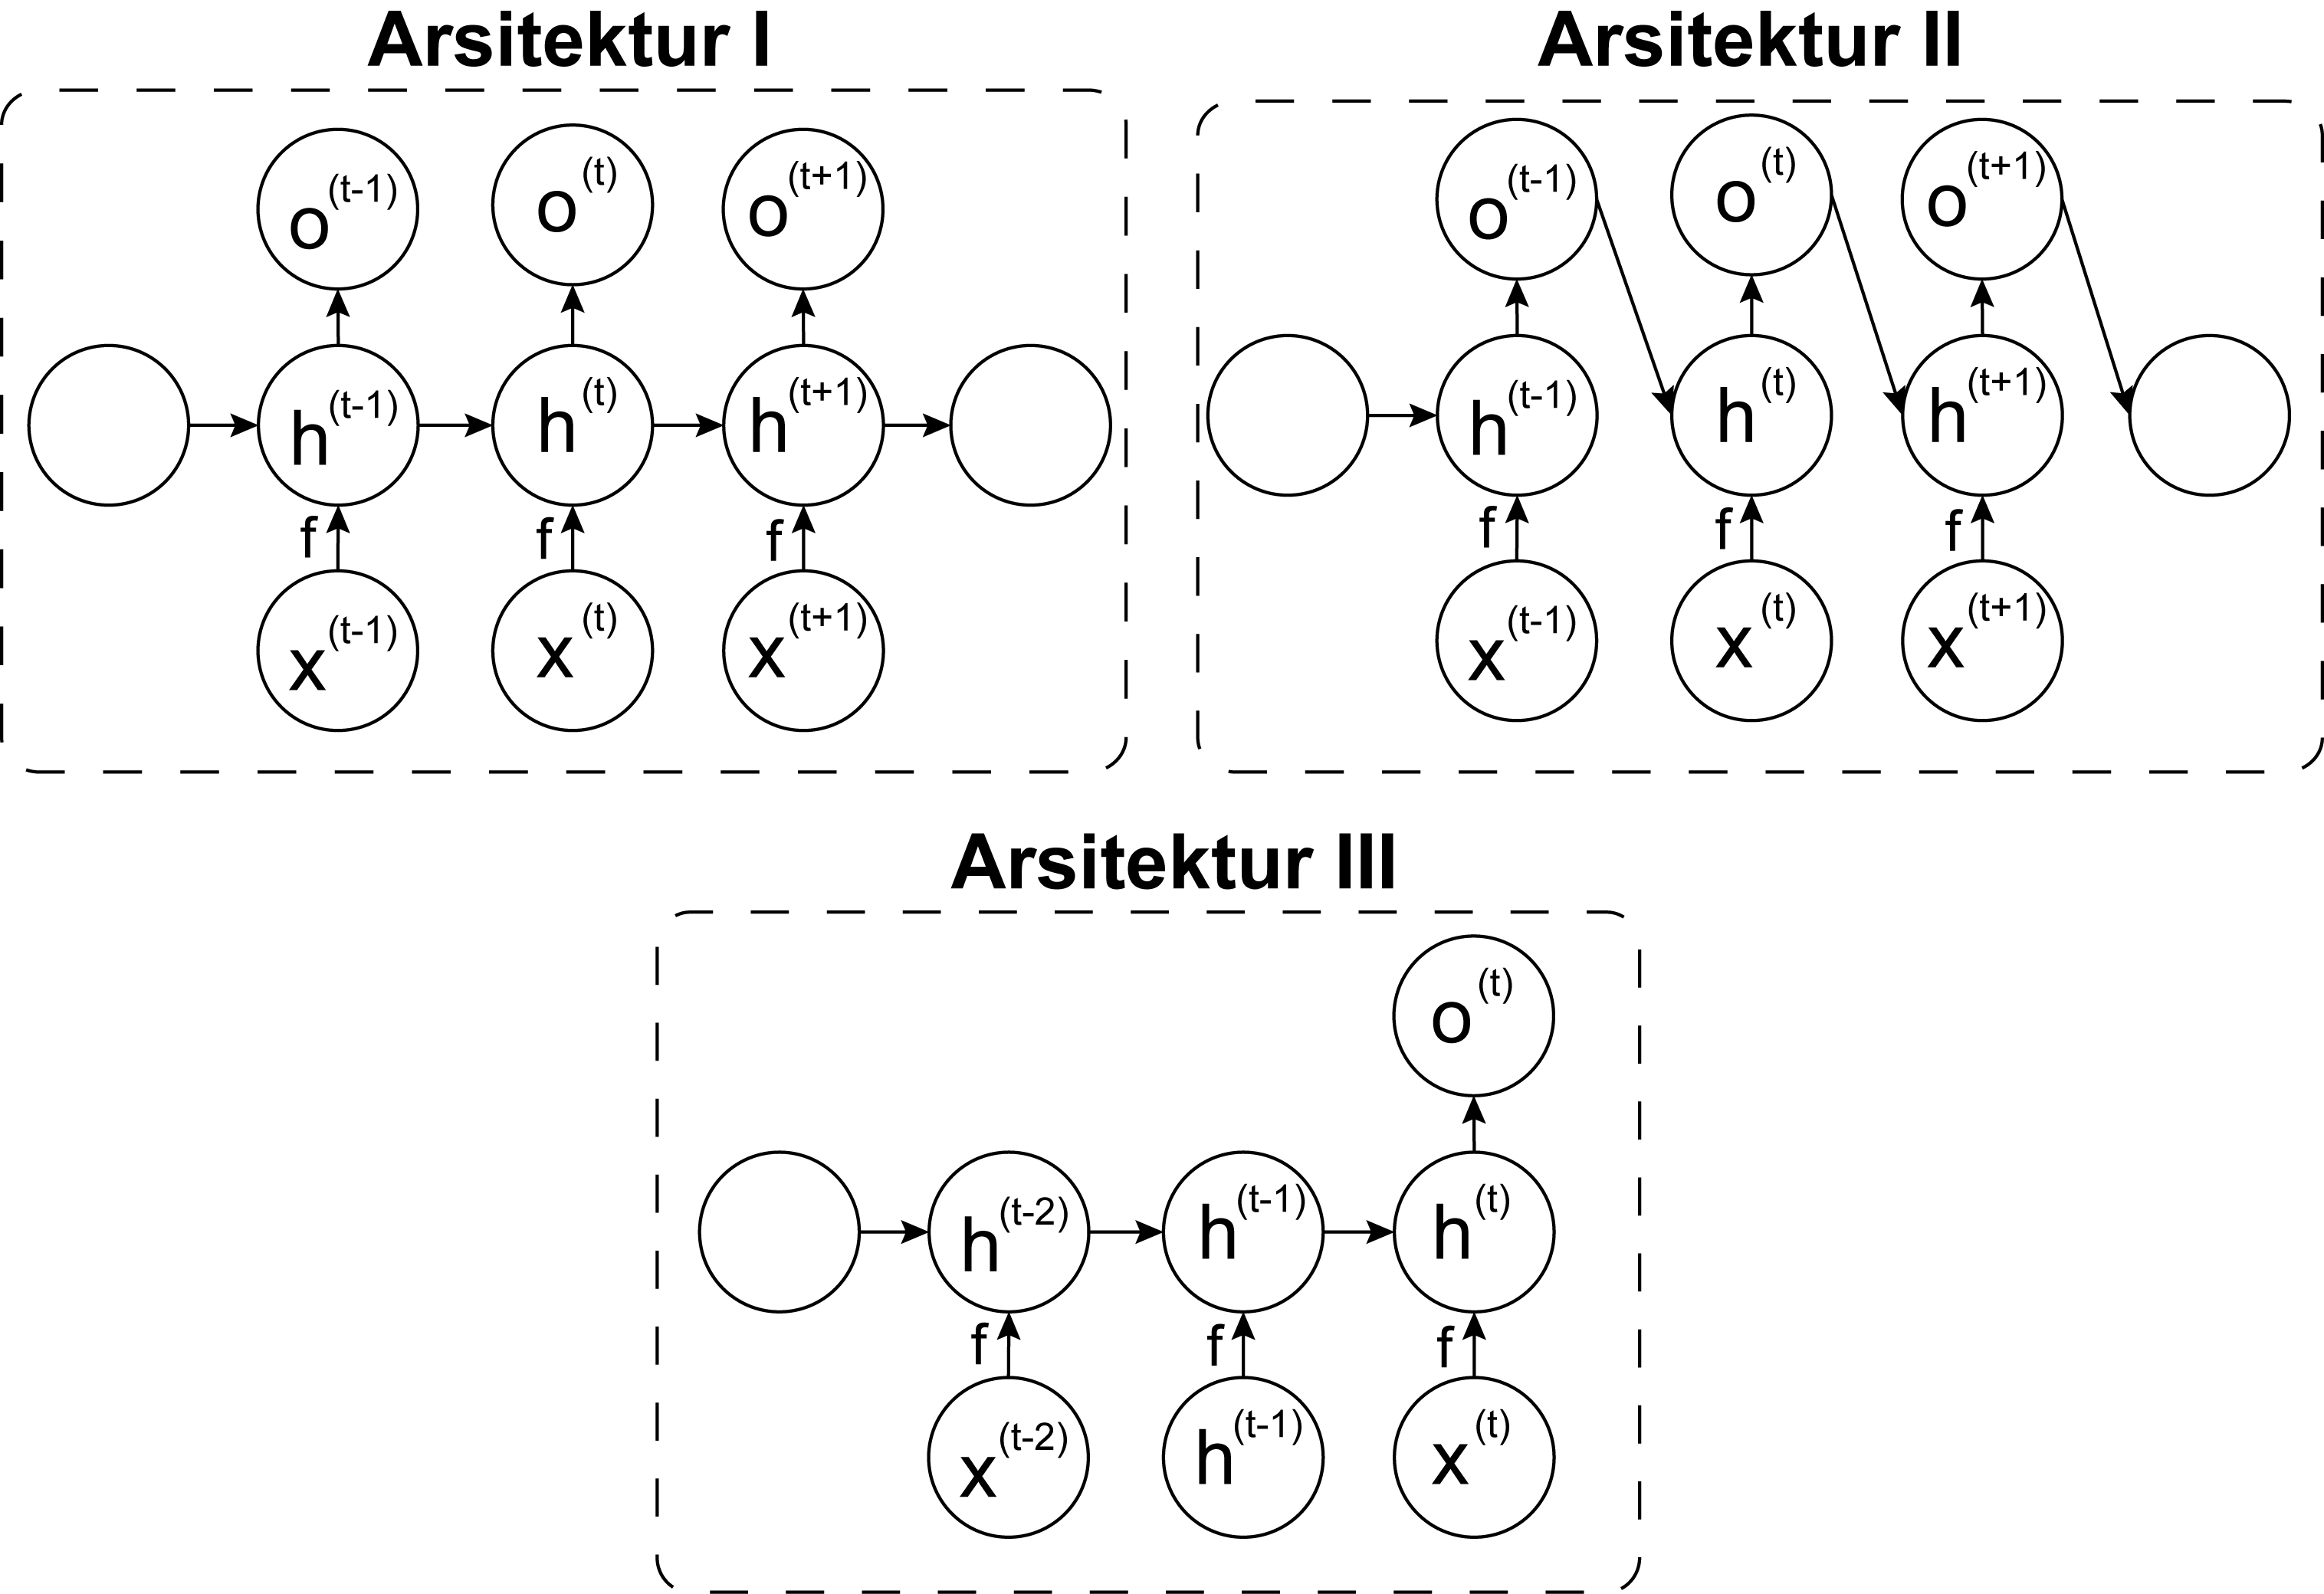 Arsitektur I
o(t-1) o(t) o(t+1)
h(t-1) h(t) h(t+1)
f f f
x(t-1) x(t) x(t+1)
Arsitektur II
o(t-1) o(t) o(t+1)
h(t-1) h(t) h(t+1)
f f f
x(t-1) x(t) x(t+1)
Arsitektur III
o(t)
h(t-2) h(t-1) h(t)
f f f
x(t-2) h(t-1) x(t)